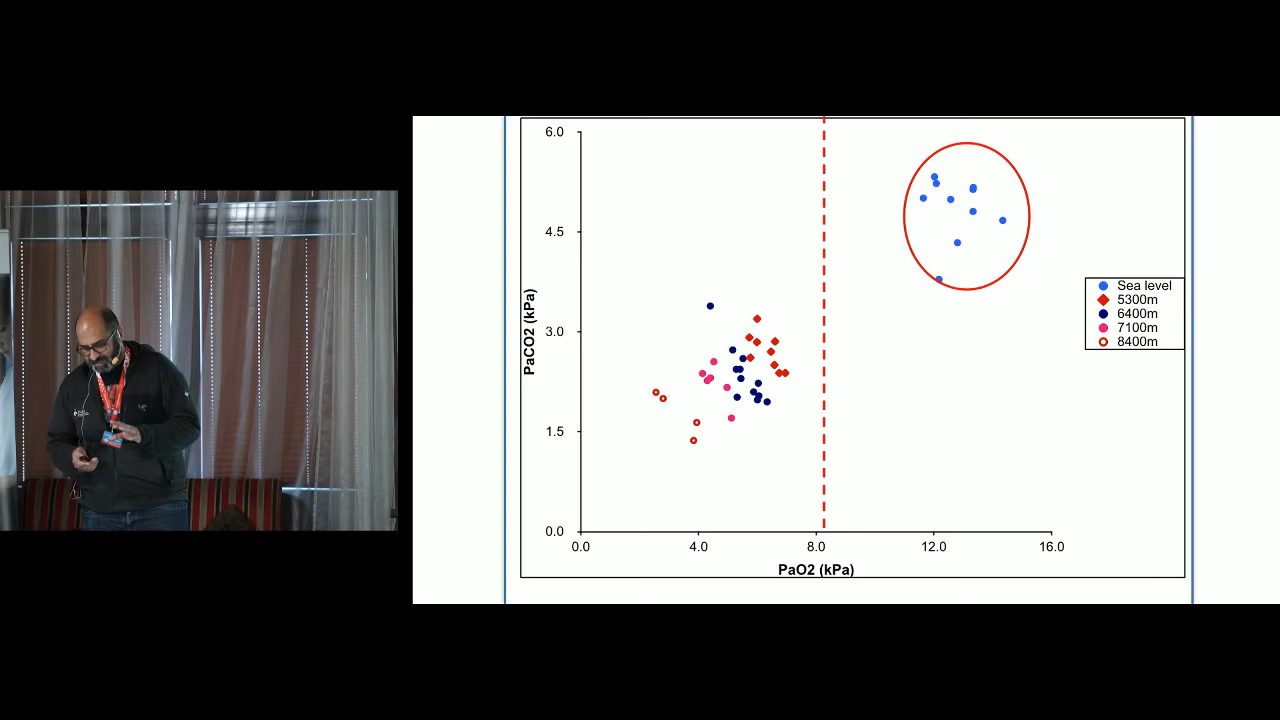 6.0
4.5
3.0
1.5
0.0
PaCO2 (kPa)
0.0 4.0 8.0 12.0 16.0
PaO2 (kPa)
Sea level
5300m
6400m
7100m
8400m